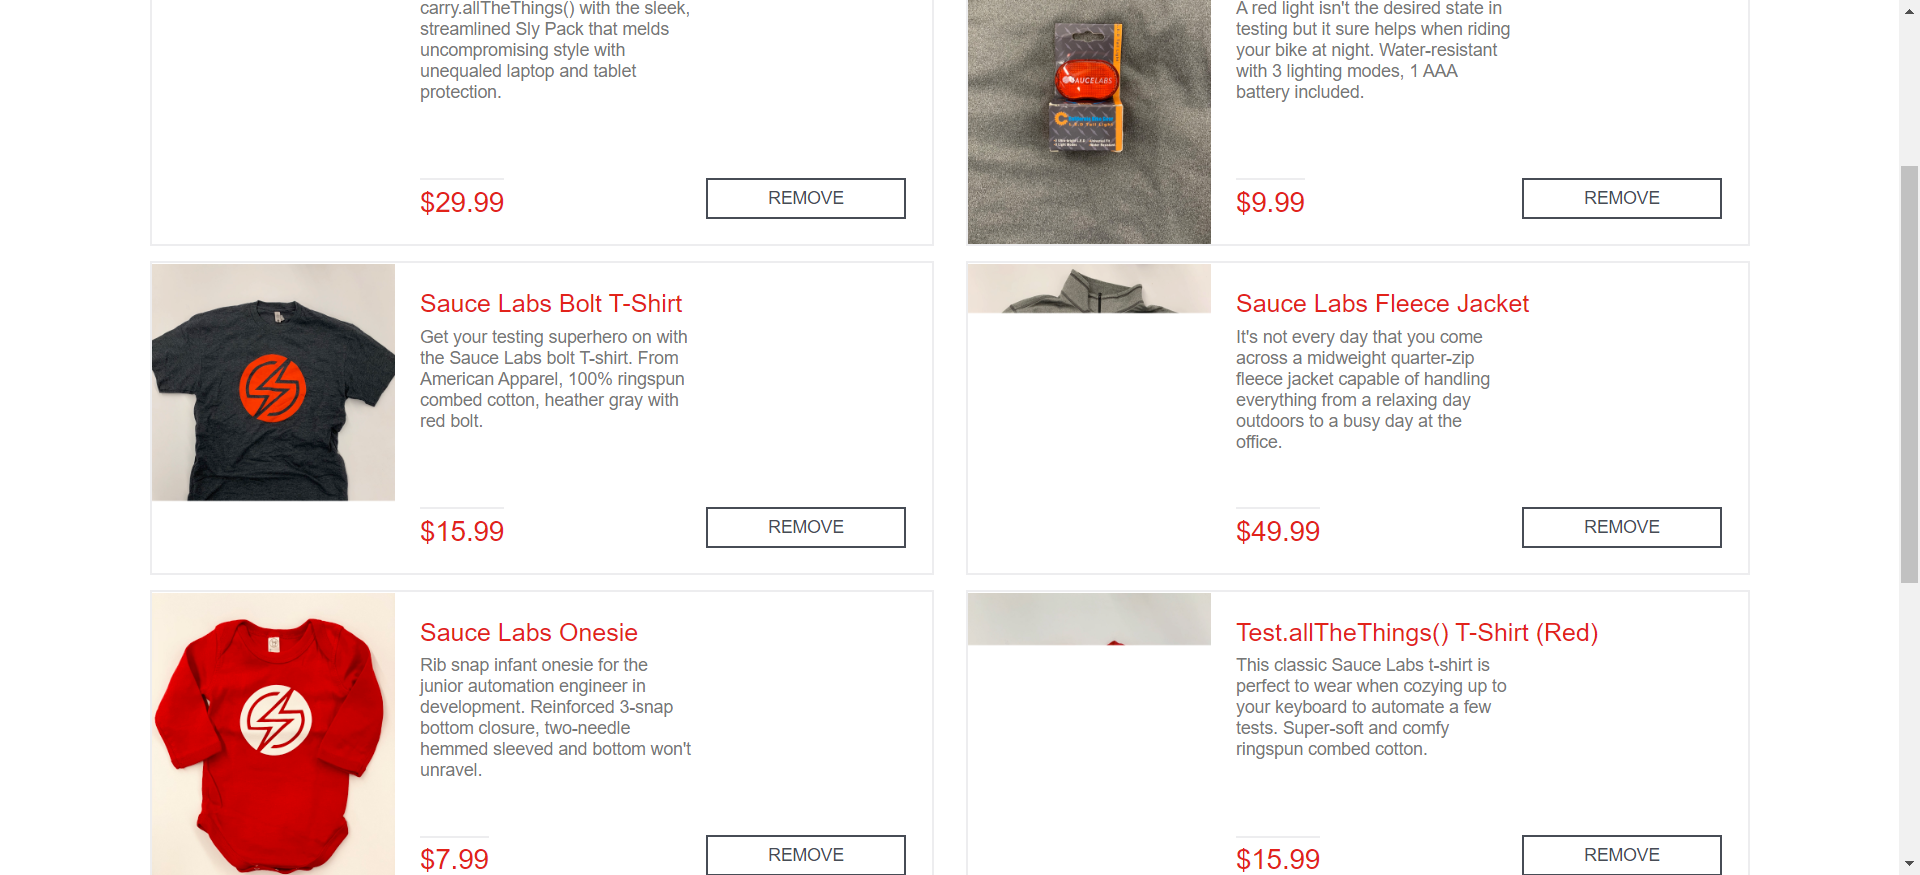 carry.allTheThings() with the sleek,
streamlined Sly Pack that melds
uncompromising style with
unequaled laptop and tablet
protection.
$29.99
REMOVE
AUCELABS
A red light isn't the desired state in
testing but it sure helps when riding
your bike at night. Water-resistant
with 3 lighting modes, 1 AAA
battery included.
$9.99
REMOVE
Sauce Labs Bolt T-Shirt
Get your testing superhero on with
the Sauce Labs bolt T-shirt. From
American Apparel, 100% ringspun
combed cotton, heather gray with
red bolt.
$15.99
REMOVE
Sauce Labs Fleece Jacket
It's not every day that you come
across a midweight quarter-zip
fleece jacket capable of handling
everything from a relaxing day
outdoors to a busy day at the
office.
$49.99
REMOVE
Sauce Labs Onesie
Rib snap infant onesie for the
junior automation engineer in
development. Reinforced 3-snap
bottom closure, two-needle
hemmed sleeved and bottom won't
unravel.
$7.99
REMOVE
Test.allTheThings() T-Shirt (Red)
This classic Sauce Labs t-shirt is
perfect to wear when cozying up to
your keyboard to automate a few
tests. Super-soft and comfy
ringspun combed cotton.
$15.99
REMOVE